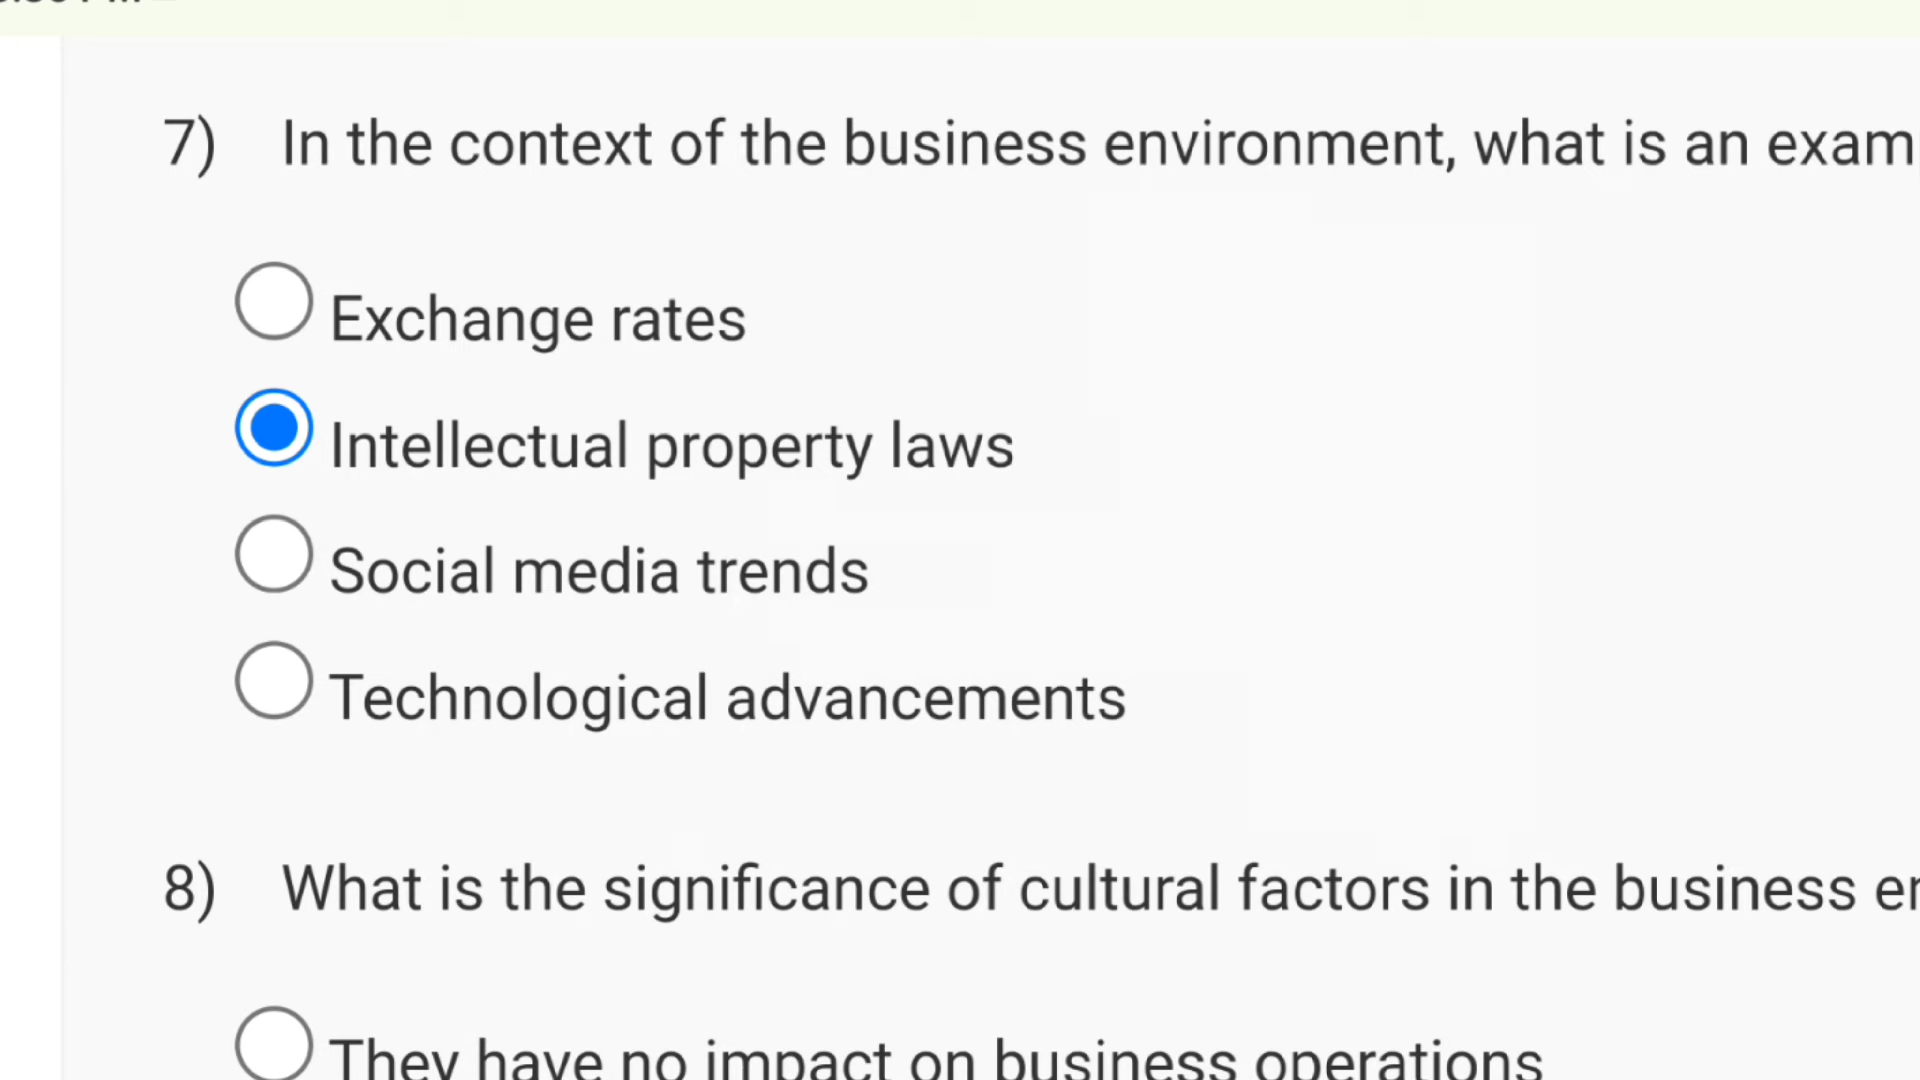 7) In the context of the business environment, what is an exam
Exchange rates
Intellectual property laws
Social media trends
Technological advancements
8) What is the significance of cultural factors in the business
They have no impact on business operations